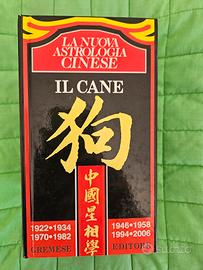 LA NUOVA
ASTROLOGIA
CINESE
IL CANE
狗
中國星相學
1922•1934
1970•1982
1946•1958
1994•2006
GREMESE
EDITORE